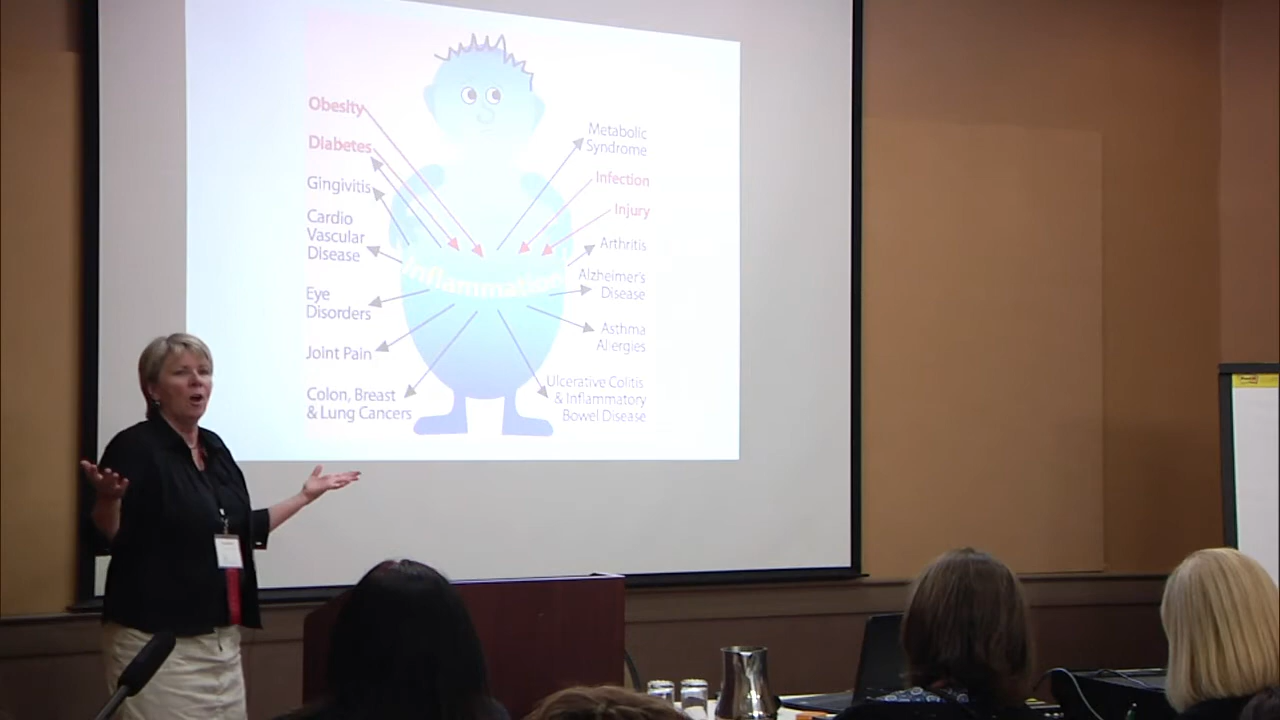 Obesity
Diabetes
Gingivitis
Cardio
Vascular
Disease
Eye
Disorders
Joint Pain
Colon, Breast
& Lung Cancers
Inflammation
Metabolic
Syndrome
Infection
Injury
Arthritis
Alzheimer's
Disease
Asthma
Allergies
Ulcerative Colitis
& Inflammatory
Bowel Disease